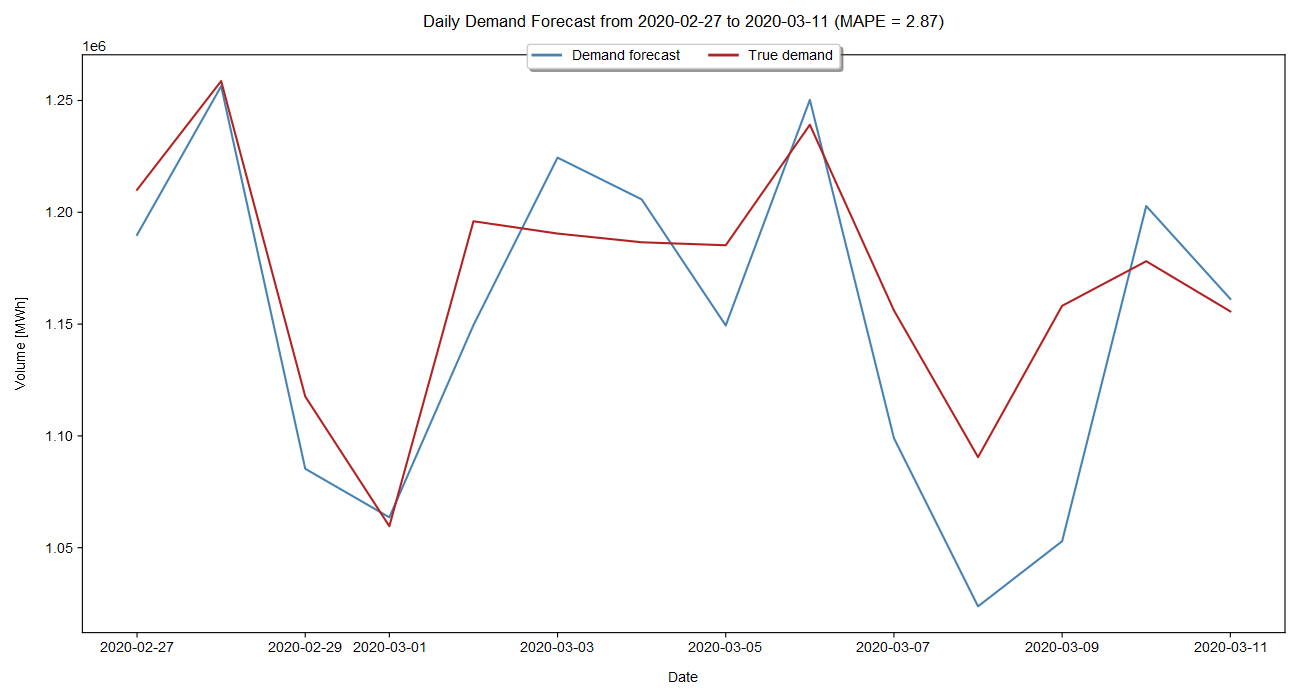 Daily Demand Forecast from 2020-02-27 to 2020-03-11 (MAPE = 2.87)
1e6
Demand forecast True demand
1.25
1.20
1.15
1.10
1.05
Volume [MWh]
2020-02-27 2020-02-29 2020-03-01 2020-03-03 2020-03-05 2020-03-07 2020-03-09 2020-03-11
Date